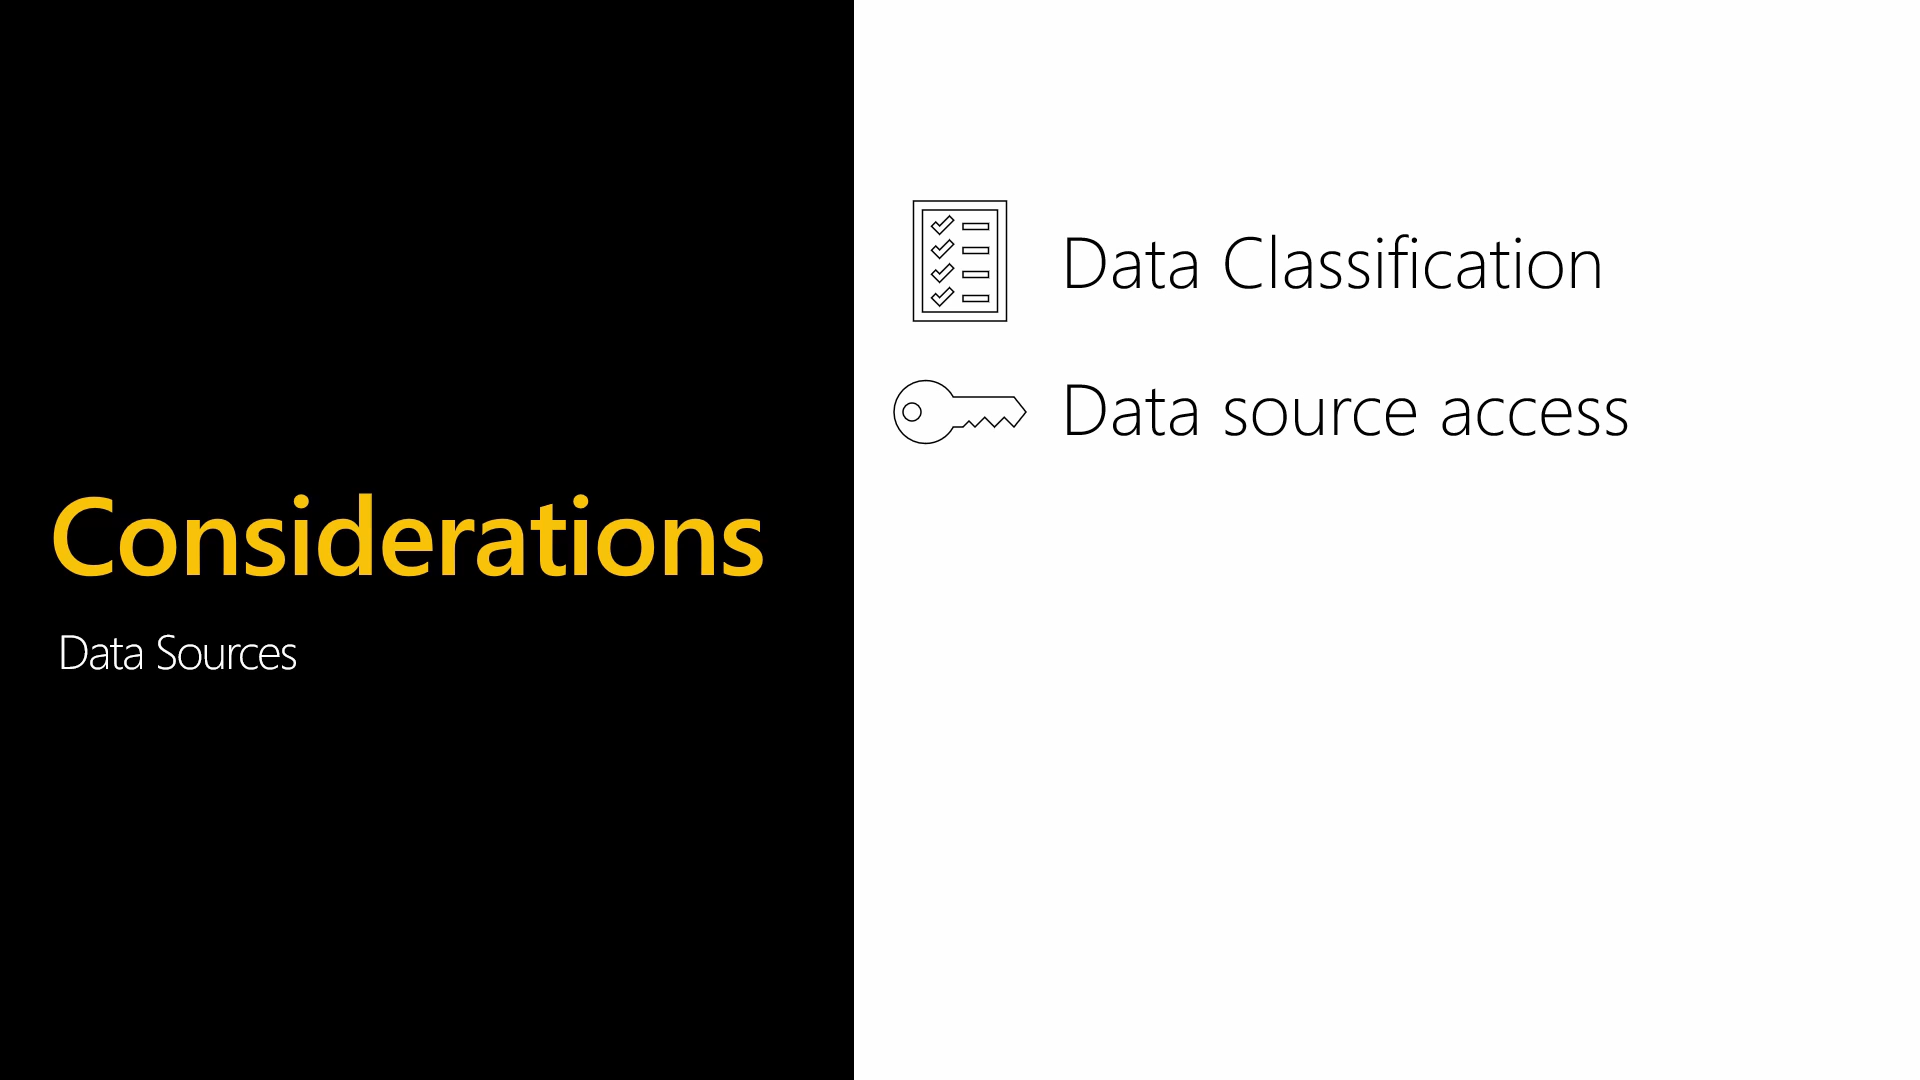 Considerations
Data Sources
Data Classification
Data source access